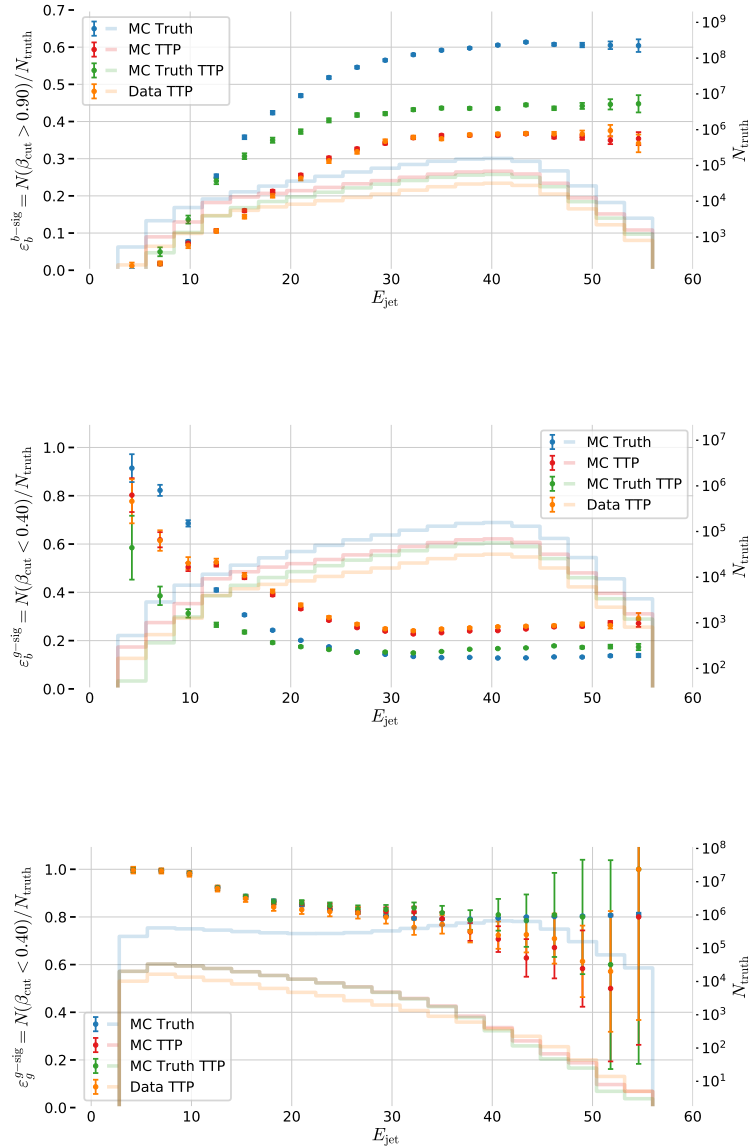 0.7
0.6
0.5
0.4
0.3
0.2
0.1
0.0
ε_b^{b−sig} = N(β_cut > 0.90)/N_truth
MC Truth
MC TTP
MC Truth TTP
Data TTP
10^9
10^8
10^7
10^6
10^5
10^4
10^3
N_truth
0 10 20 30 40 50 60
E_jet
1.0
0.8
0.6
0.4
0.2
0.0
ε_b^{g−sig} = N(β_cut < 0.40)/N_truth
MC Truth
MC TTP
MC Truth TTP
Data TTP
10^7
10^6
10^5
10^4
10^3
10^2
N_truth
0 10 20 30 40 50 60
E_jet
1.0
0.8
0.6
0.4
0.2
0.0
ε_g^{g−sig} = N(β_cut < 0.40)/N_truth
MC Truth
MC TTP
MC Truth TTP
Data TTP
10^8
10^7
10^6
10^5
10^4
10^3
10^2
10^1
N_truth
0 10 20 30 40 50 60
E_jet